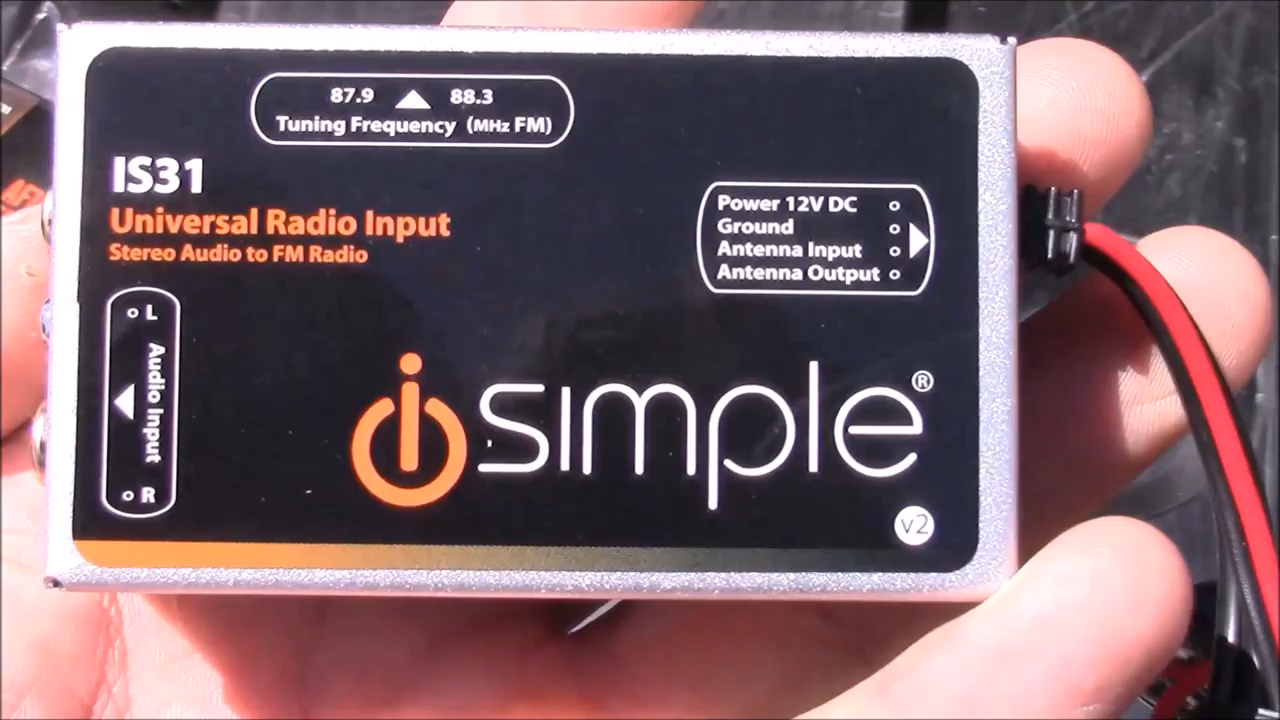 87.9 88.3
Tuning Frequency (MHz FM)
IS31
Universal Radio Input
Stereo Audio to FM Radio
Power 12V DC
Ground
Antenna Input
Antenna Output
L
Audio Input
R
isimple®
v2